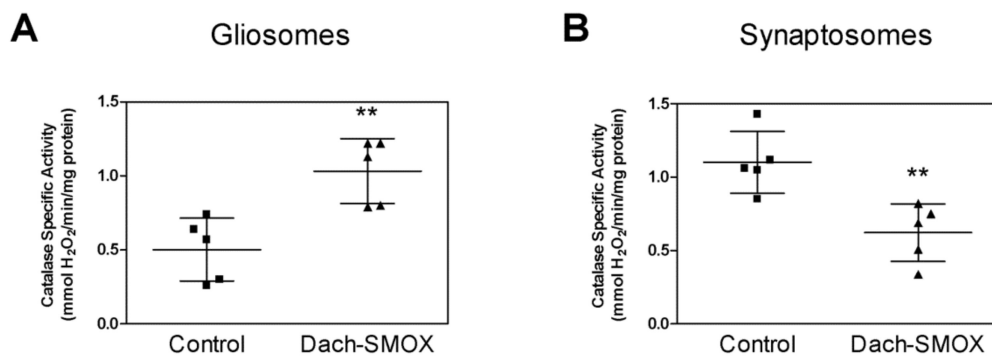 A
Gliosomes
Catalase Specific Activity
(mmol H₂O₂/min/mg protein)
1.5
1.0
0.5
0.0
**
Control
Dach-SMOX
B
Synaptosomes
Catalase Specific Activity
(mmol H₂O₂/min/mg protein)
1.5
1.0
0.5
0.0
**
Control
Dach-SMOX